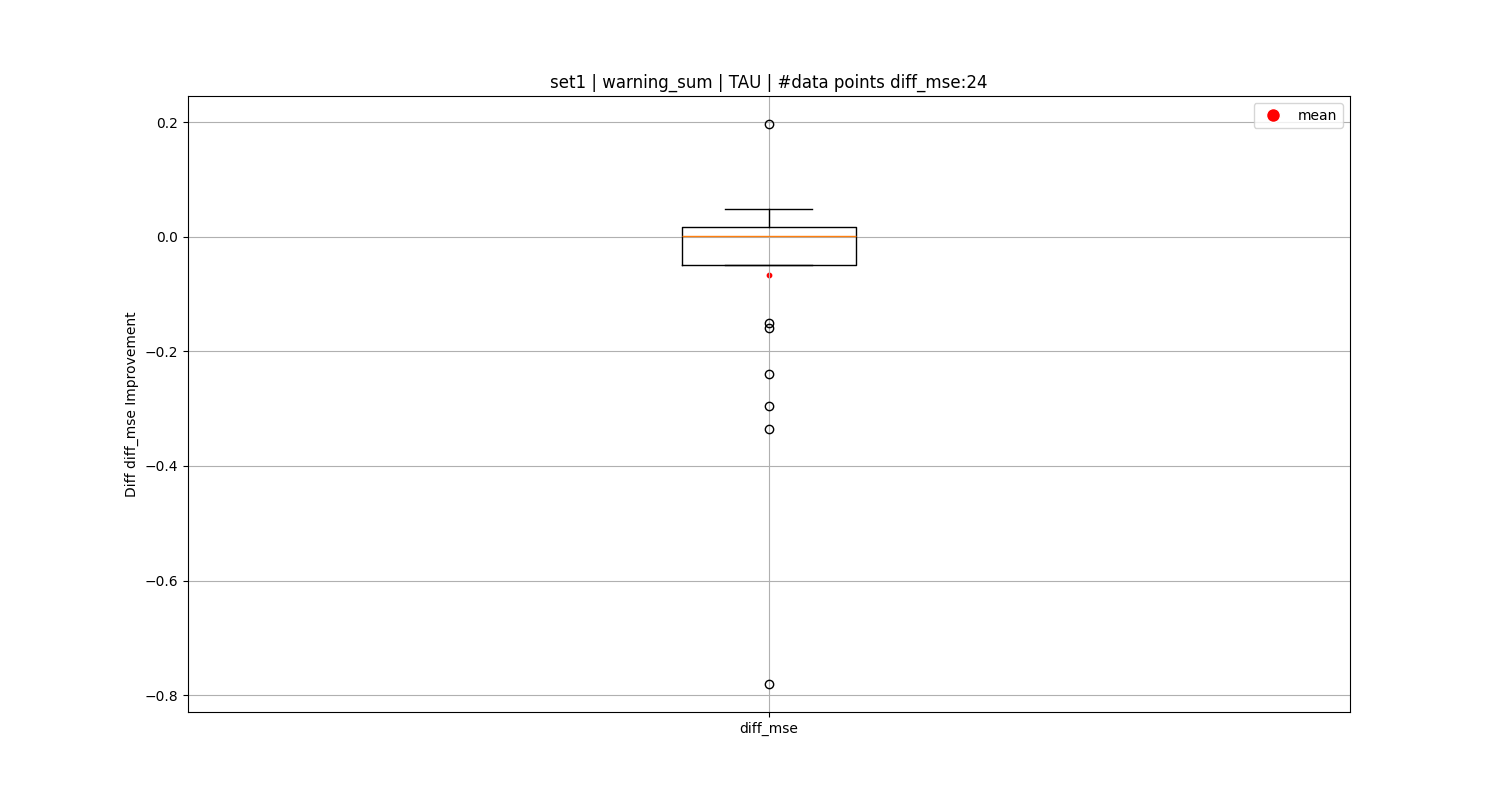 set1 | warning_sum | TAU | #data points diff_mse:24
mean
0.2
0.0
−0.2
−0.4
−0.6
−0.8
Diff diff_mse Improvement
diff_mse